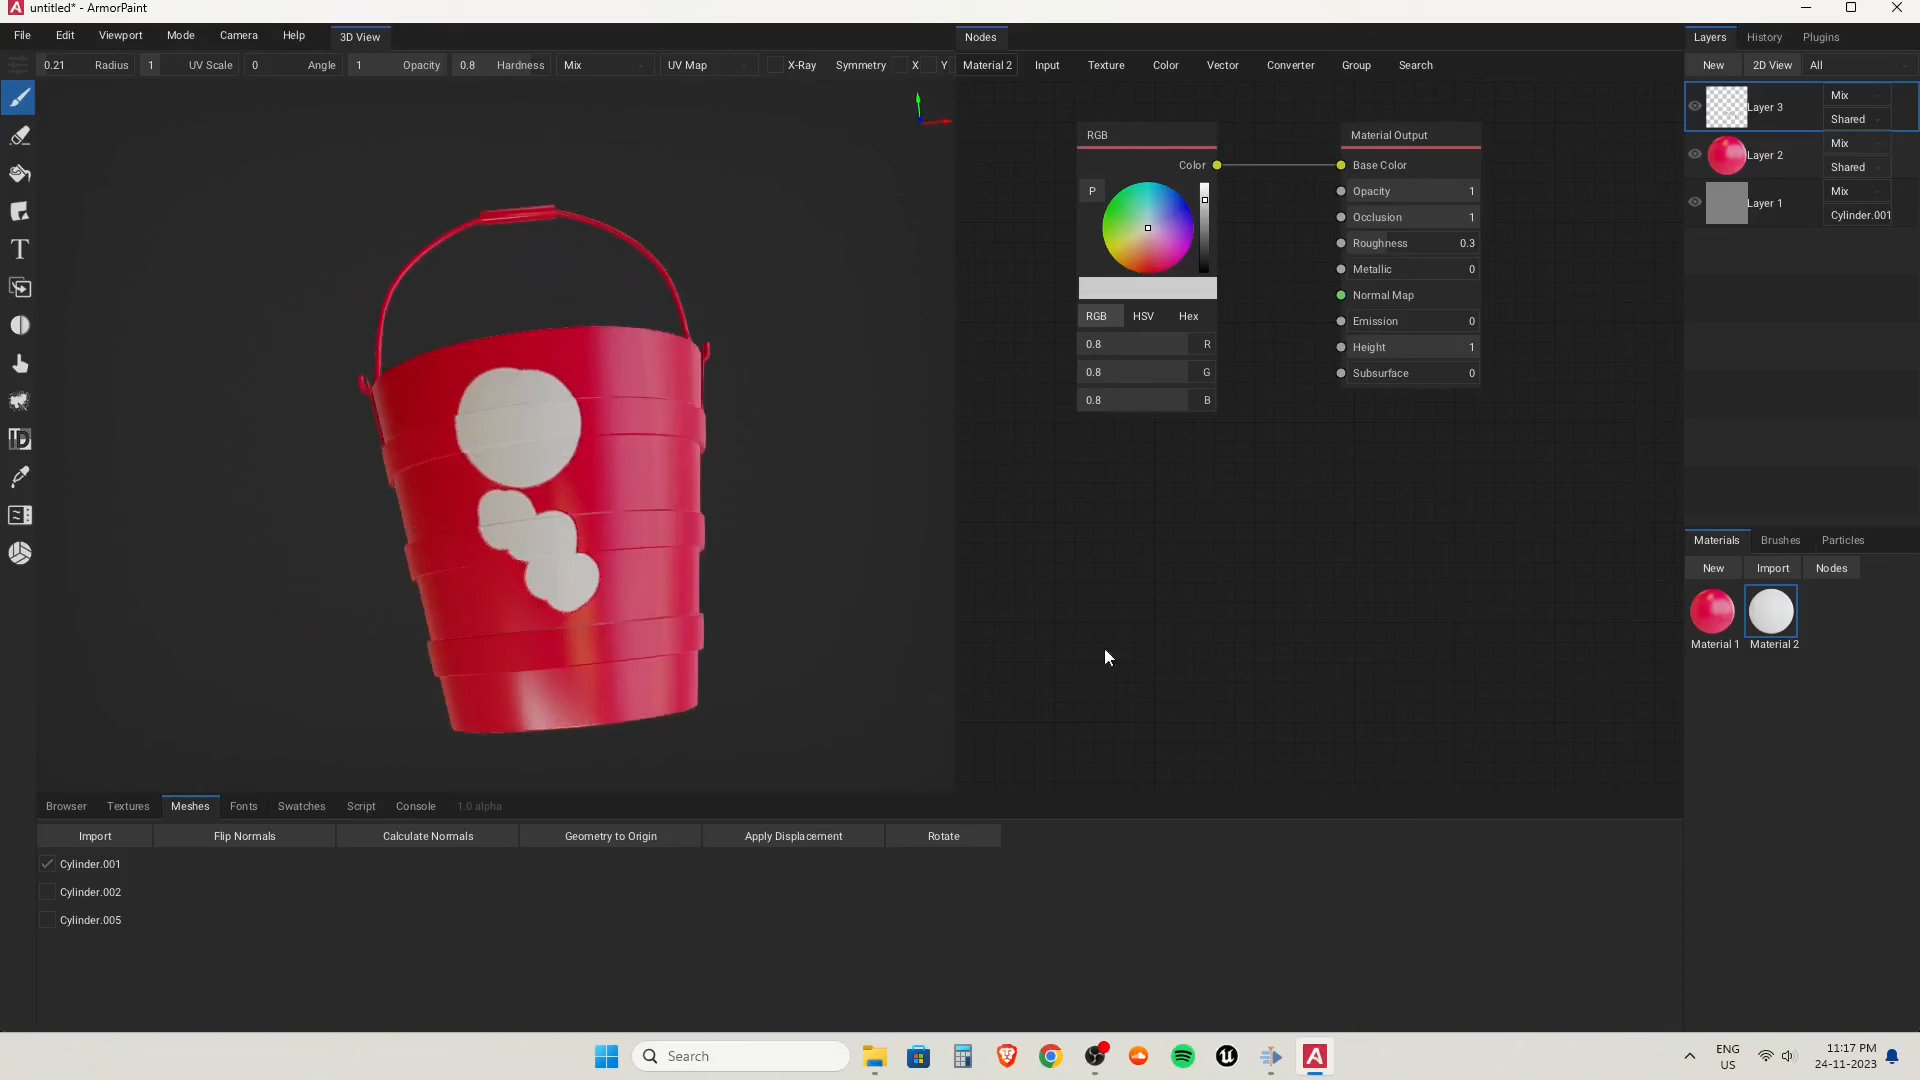 untitled* - ArmorPaint
File Edit Viewport Mode Camera Help 3D View
0.21 Radius 1 UV Scale 0 Angle 1 Opacity 0.8 Hardness Mix UV Map X-Ray Symmetry X Y
Nodes
Material 2 Input Texture Color Vector Converter Group Search
RGB
Color
P
RGB HSV Hex
0.8 R
0.8 G
0.8 B
Material Output
Base Color
Opacity 1
Occlusion 1
Roughness 0.3
Metallic 0
Normal Map
Emission 0
Height 1
Subsurface 0
Layers History Plugins
New 2D View All
Layer 3 Mix
Shared
Layer 2 Mix
Shared
Layer 1 Mix
Cylinder.001
Materials Brushes Particles
New Import Nodes
Material 1 Material 2
Browser Textures Meshes Fonts Swatches Script Console 1.0 alpha
Import Flip Normals Calculate Normals Geometry to Origin Apply Displacement Rotate
Cylinder.001
Cylinder.002
Cylinder.005
Search
ENG
US
11:17 PM
24-11-2023